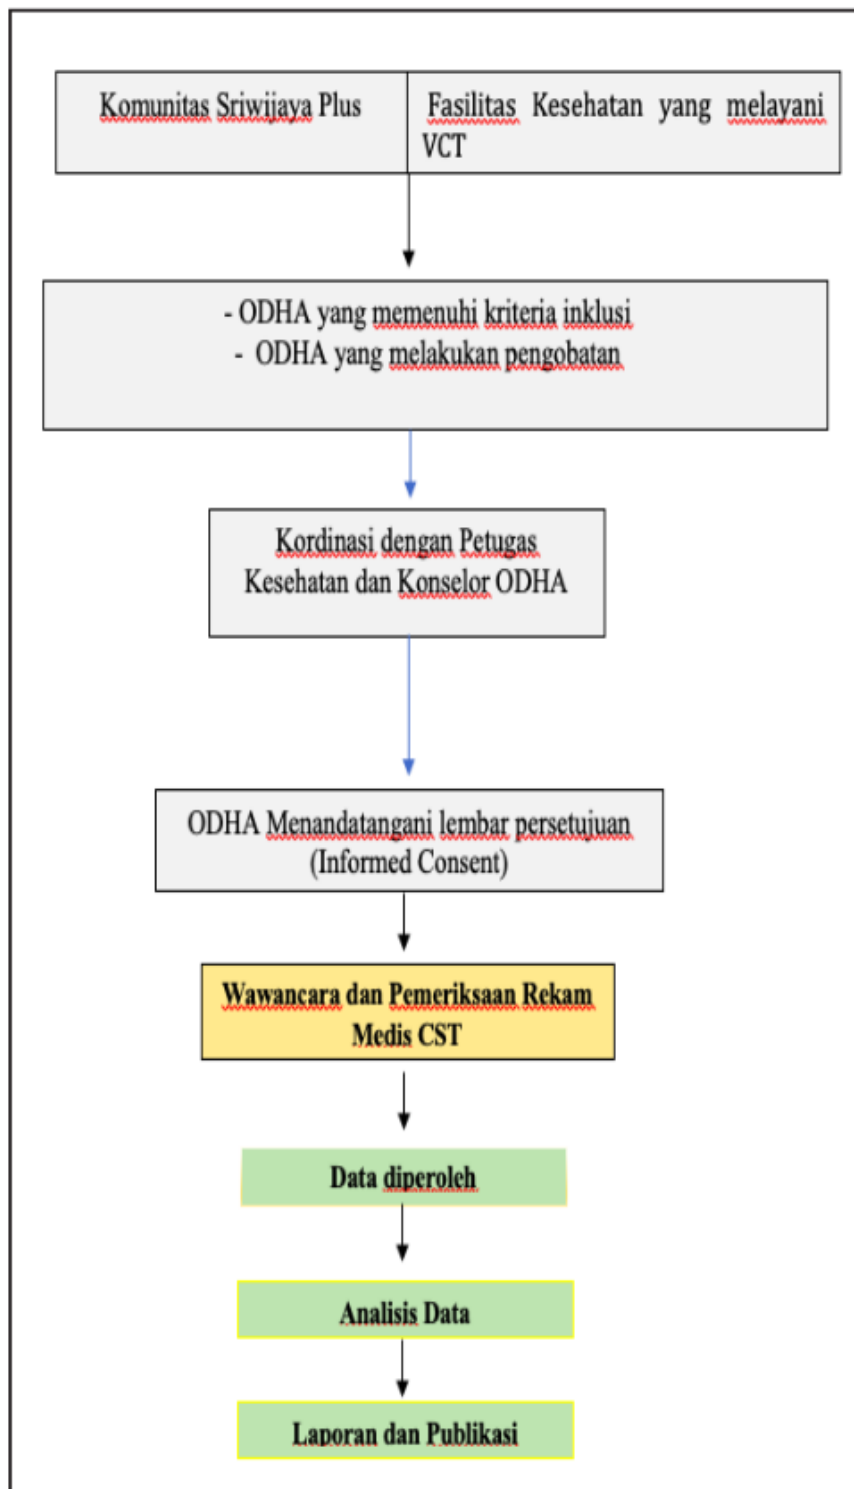 Komunitas Sriwijaya Plus
Fasilitas Kesehatan yang melayani
VCT
- ODHA yang memenuhi kriteria inklusi
- ODHA yang melakukan pengobatan
Kordinasi dengan Petugas
Kesehatan dan Konselor ODHA
ODHA Menandatangani lembar persetujuan
(Informed Consent)
Wawancara dan Pemeriksaan Rekam
Medis CST
Data diperoleh
Analisis Data
Laporan dan Publikasi